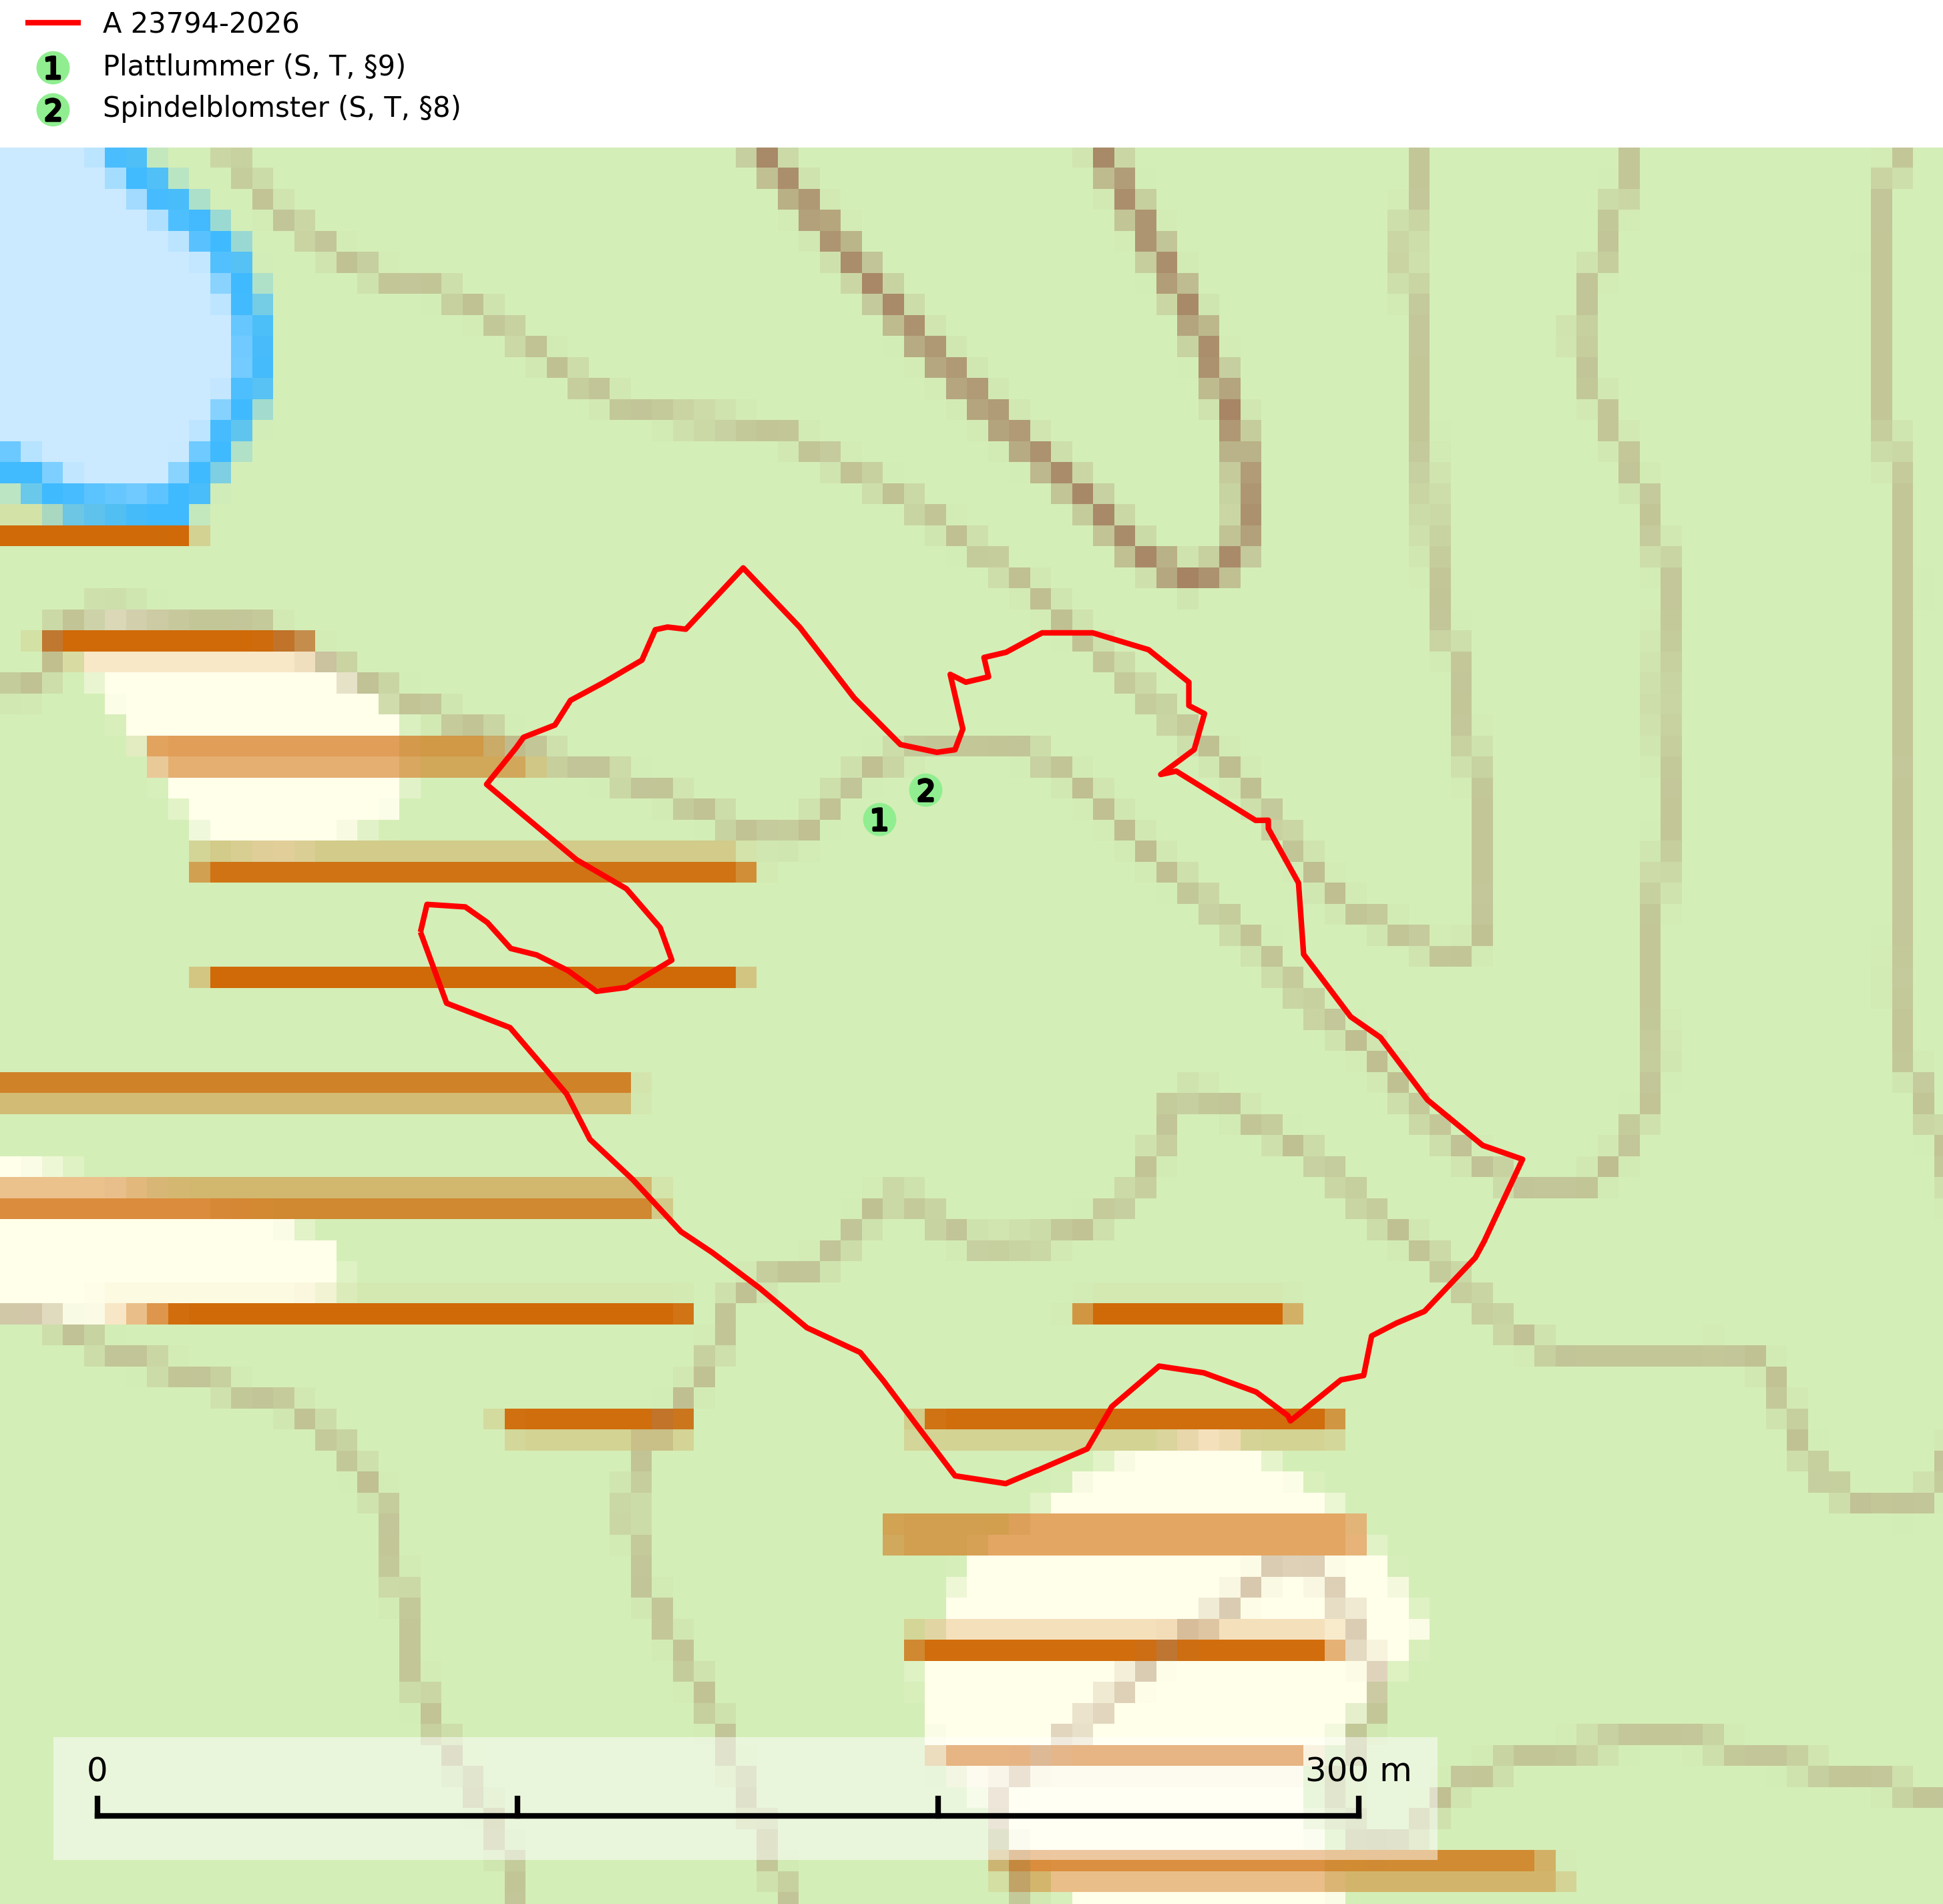 A 23794-2026
1 Plattlummer (S, T, §9)
2 Spindelblomster (S, T, §8)
2
1
0 300 m